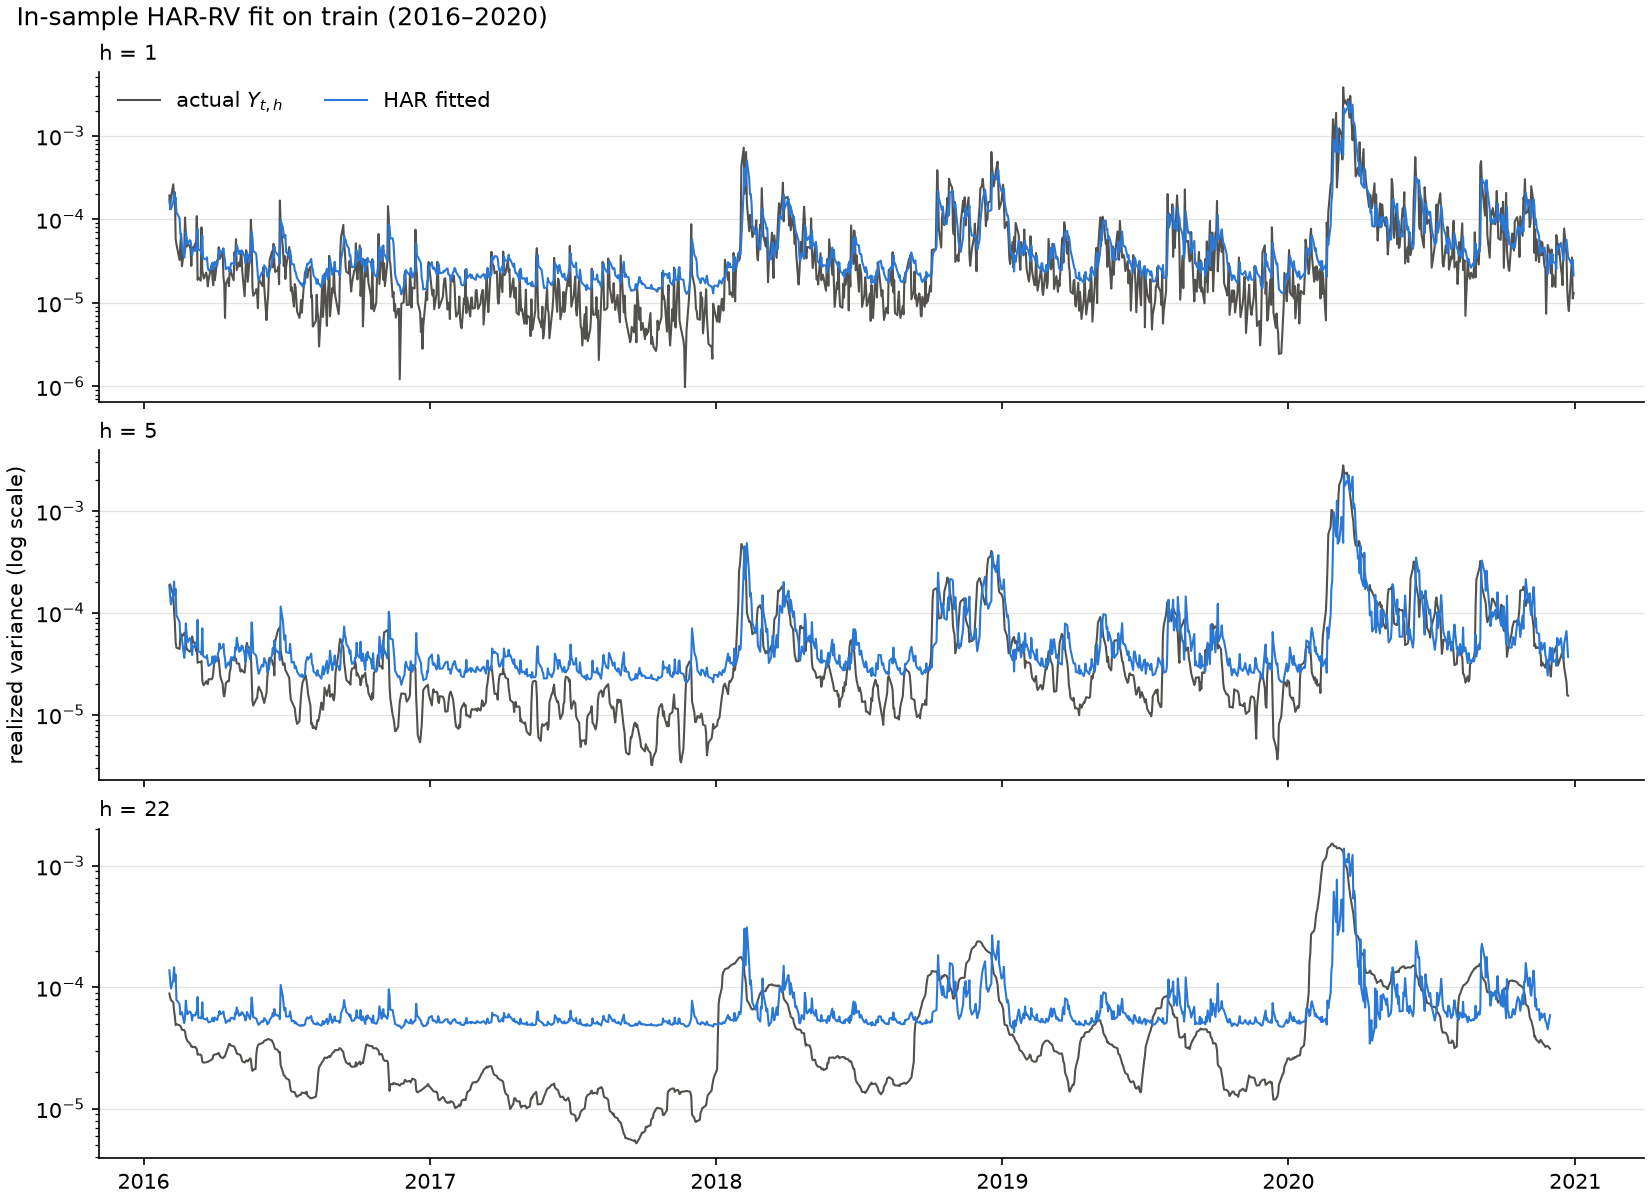 In-sample HAR-RV fit on train (2016–2020)
h = 1
actual Y_{t,h}
HAR fitted
10^{-3}
10^{-4}
10^{-5}
10^{-6}
h = 5
realized variance (log scale)
10^{-3}
10^{-4}
10^{-5}
h = 22
10^{-3}
10^{-4}
10^{-5}
2016 2017 2018 2019 2020 2021